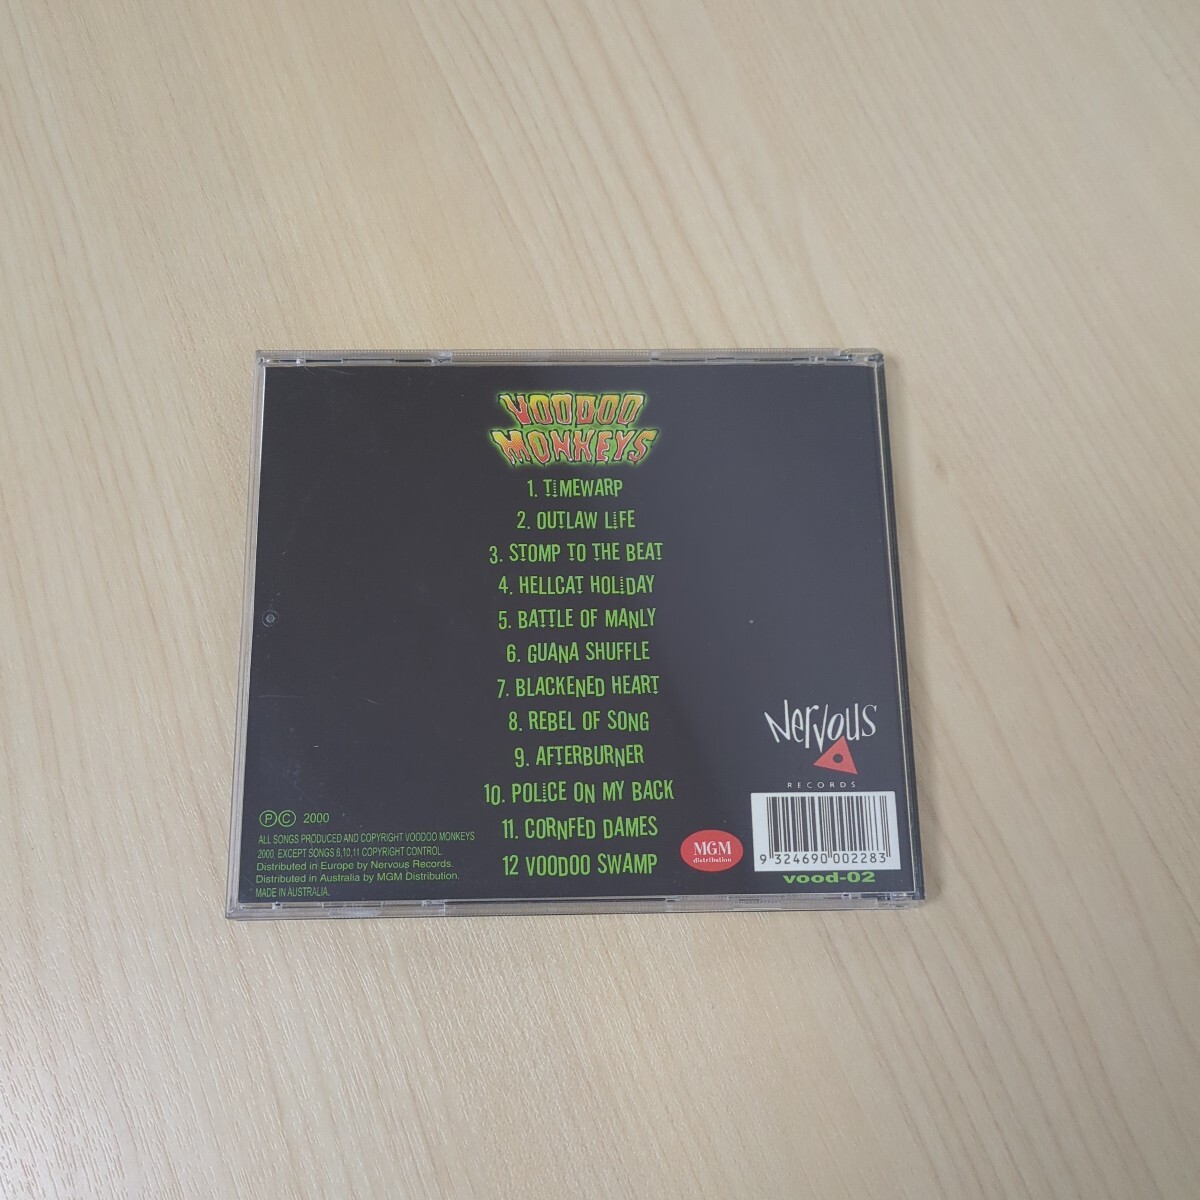 VOODOO
MONKEYS
1. TIMEWARP
2. OUTLAW LIFE
3. STOMP TO THE BEAT
4. HELLCAT HOLIDAY
5. BATTLE OF MANLY
6. GUANA SHUFFLE
7. BLACKENED HEART
8. REBEL OF SONG
9. AFTERBURNER
10. POLICE ON MY BACK
11. CORNFED DAMES
12 VOODOO SWAMP
Ⓟ© 2000
ALL SONGS PRODUCED AND COPYRIGHT VOODOO MONKEYS
2000, EXCEPT SONGS 6,10,11 COPYRIGHT CONTROL.
Distributed in Europe by Nervous Records.
Distributed in Australia by MGM Distribution.
MADE IN AUSTRALIA.
MGM
distribution
Nervous
RECORDS
9 324690 002283
vood-02